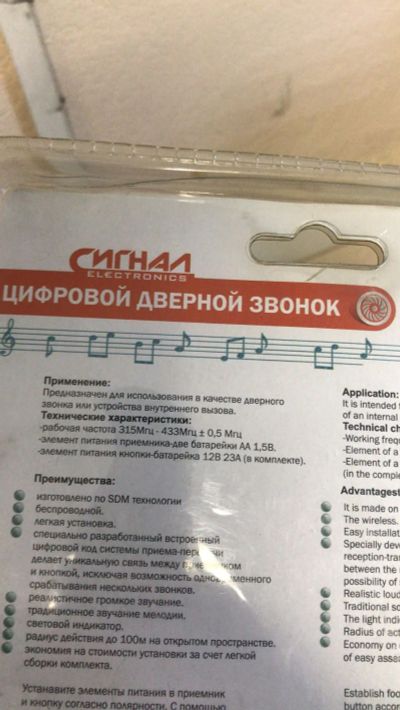 СИГНАЛ
ELECTRONICS
ЦИФРОВОЙ ДВЕРНОЙ ЗВОНОК
Применение:
Предназначен для использования в качестве дверного
звонка или устройства внутреннего вызова.
Технические характеристики:
-рабочая частота 315Мгц - 433Мгц ± 0,5 Мгц
-элемент питания приемника-две батарейки АА 1,5В.
-элемент питания кнопки-батарейка 12В 23А (в комплекте).
Преимущества:
изготовлено по SDM технологии
беспроводной.
легкая установка.
специально разработанный встроенный
цифровой код системы приема-передачи
делает уникальную связь между приемником
и кнопкой, исключая возможность одновременного
срабатывания нескольких звонков.
реалистичное громкое звучание.
традиционное звучание мелодии.
световой индикатор.
радиус действия до 100м на открытом пространстве.
экономия на стоимости установки за счет легкой
сборки комплекта.
Установите элементы питания в приемник
и кнопку согласно полярности. С помощью
Application:
It is intended
of an internal
Technical ch
-Working freq
-Element of a
-Element of a
(in the comple
Advantages
It is made on
The wireless.
Easy installat
Specially deve
reception-tran
between the
possibility of
Realistic loud
Traditional so
The light indi
Radius of act
Economy on
of easy assa
Establish foo
button accor